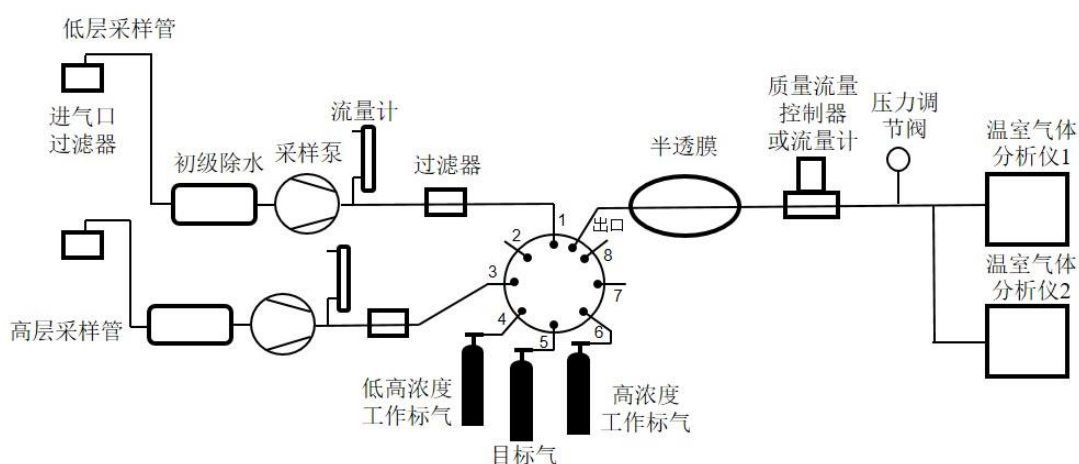 低层采样管
进气口
过滤器
初级除水
采样泵
流量计
过滤器
半透膜
质量流量
控制器
或流量计
压力调
节阀
温室气体
分析仪1
温室气体
分析仪2
高层采样管
出口
1
2
3
4
5
6
7
8
低高浓度
工作标气
目标气
高浓度
工作标气